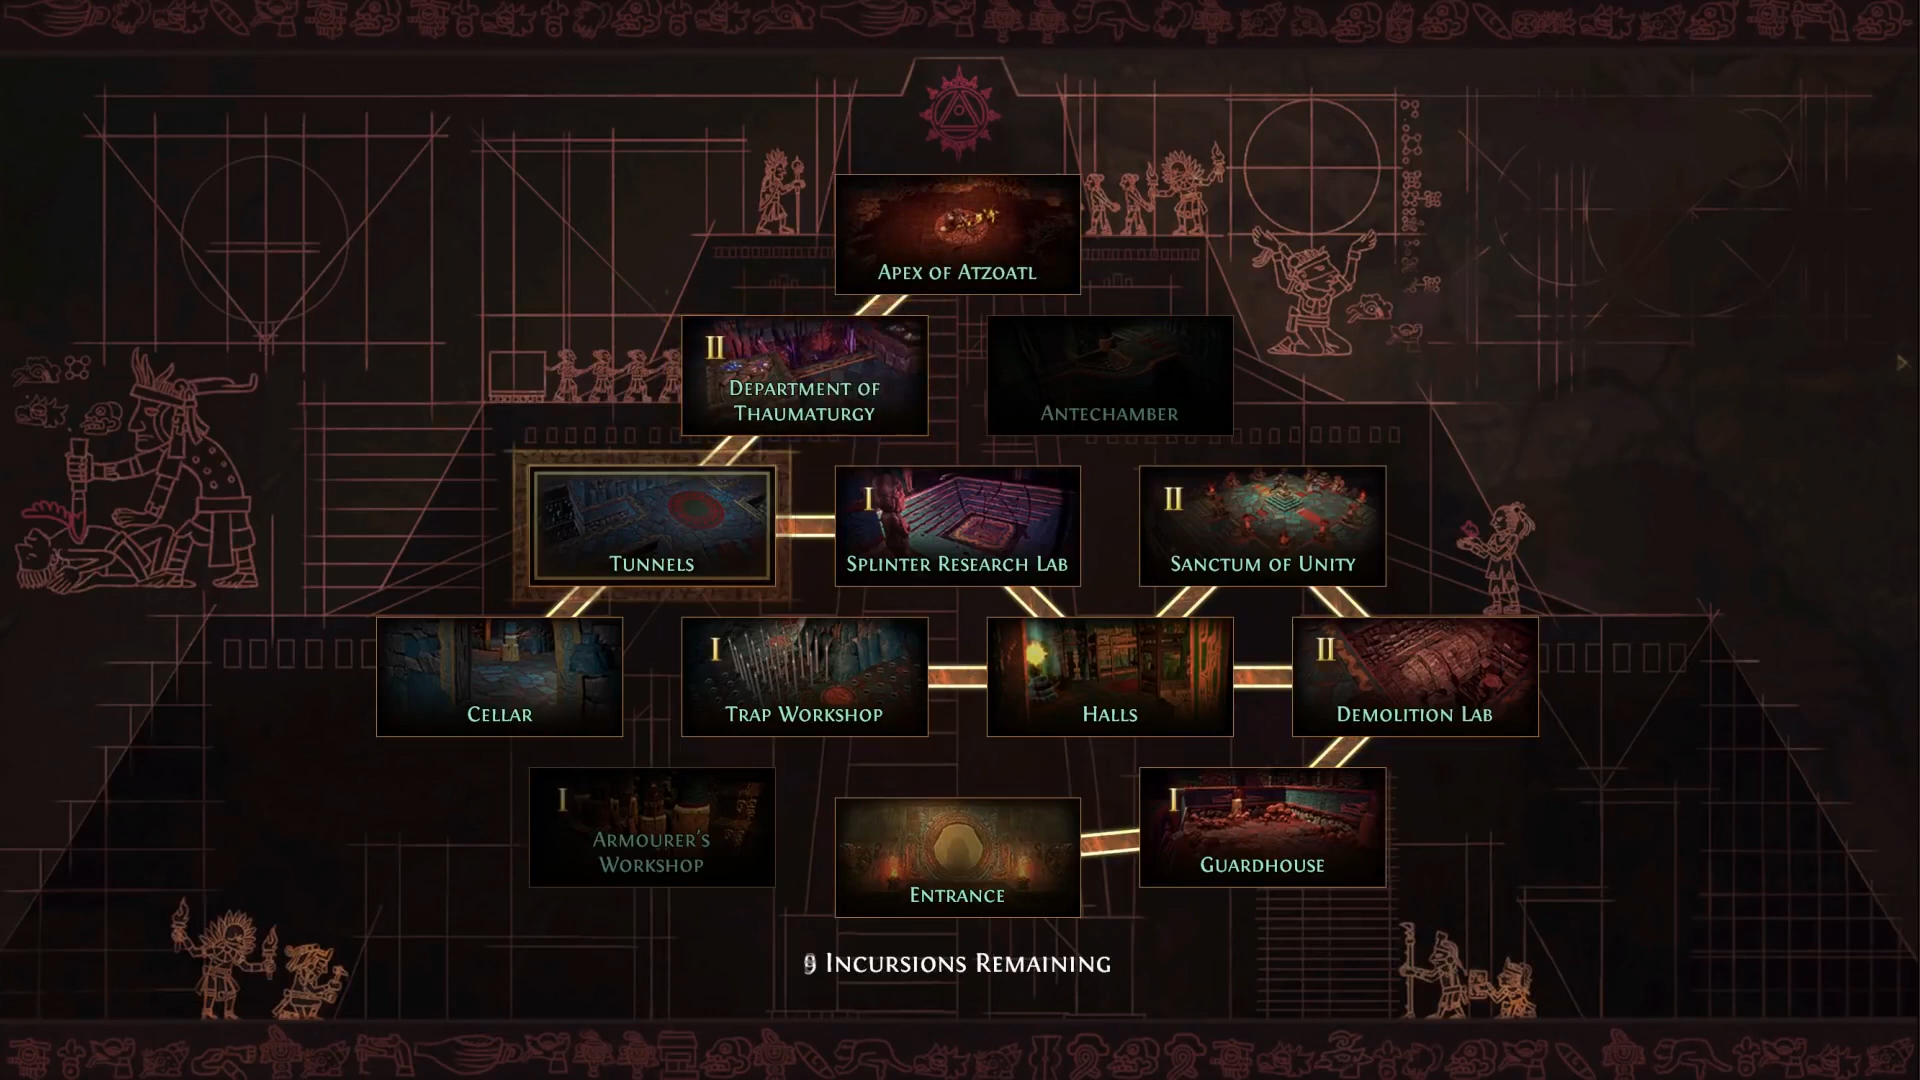 APEX OF ATZOATL
II
DEPARTMENT OF
THAUMATURGY
ANTECHAMBER
TUNNELS
I
SPLINTER RESEARCH LAB
II
SANCTUM OF UNITY
CELLAR
I
TRAP WORKSHOP
HALLS
II
DEMOLITION LAB
I
ARMOURER'S
WORKSHOP
ENTRANCE
I
GUARDHOUSE
INCURSIONS REMAINING